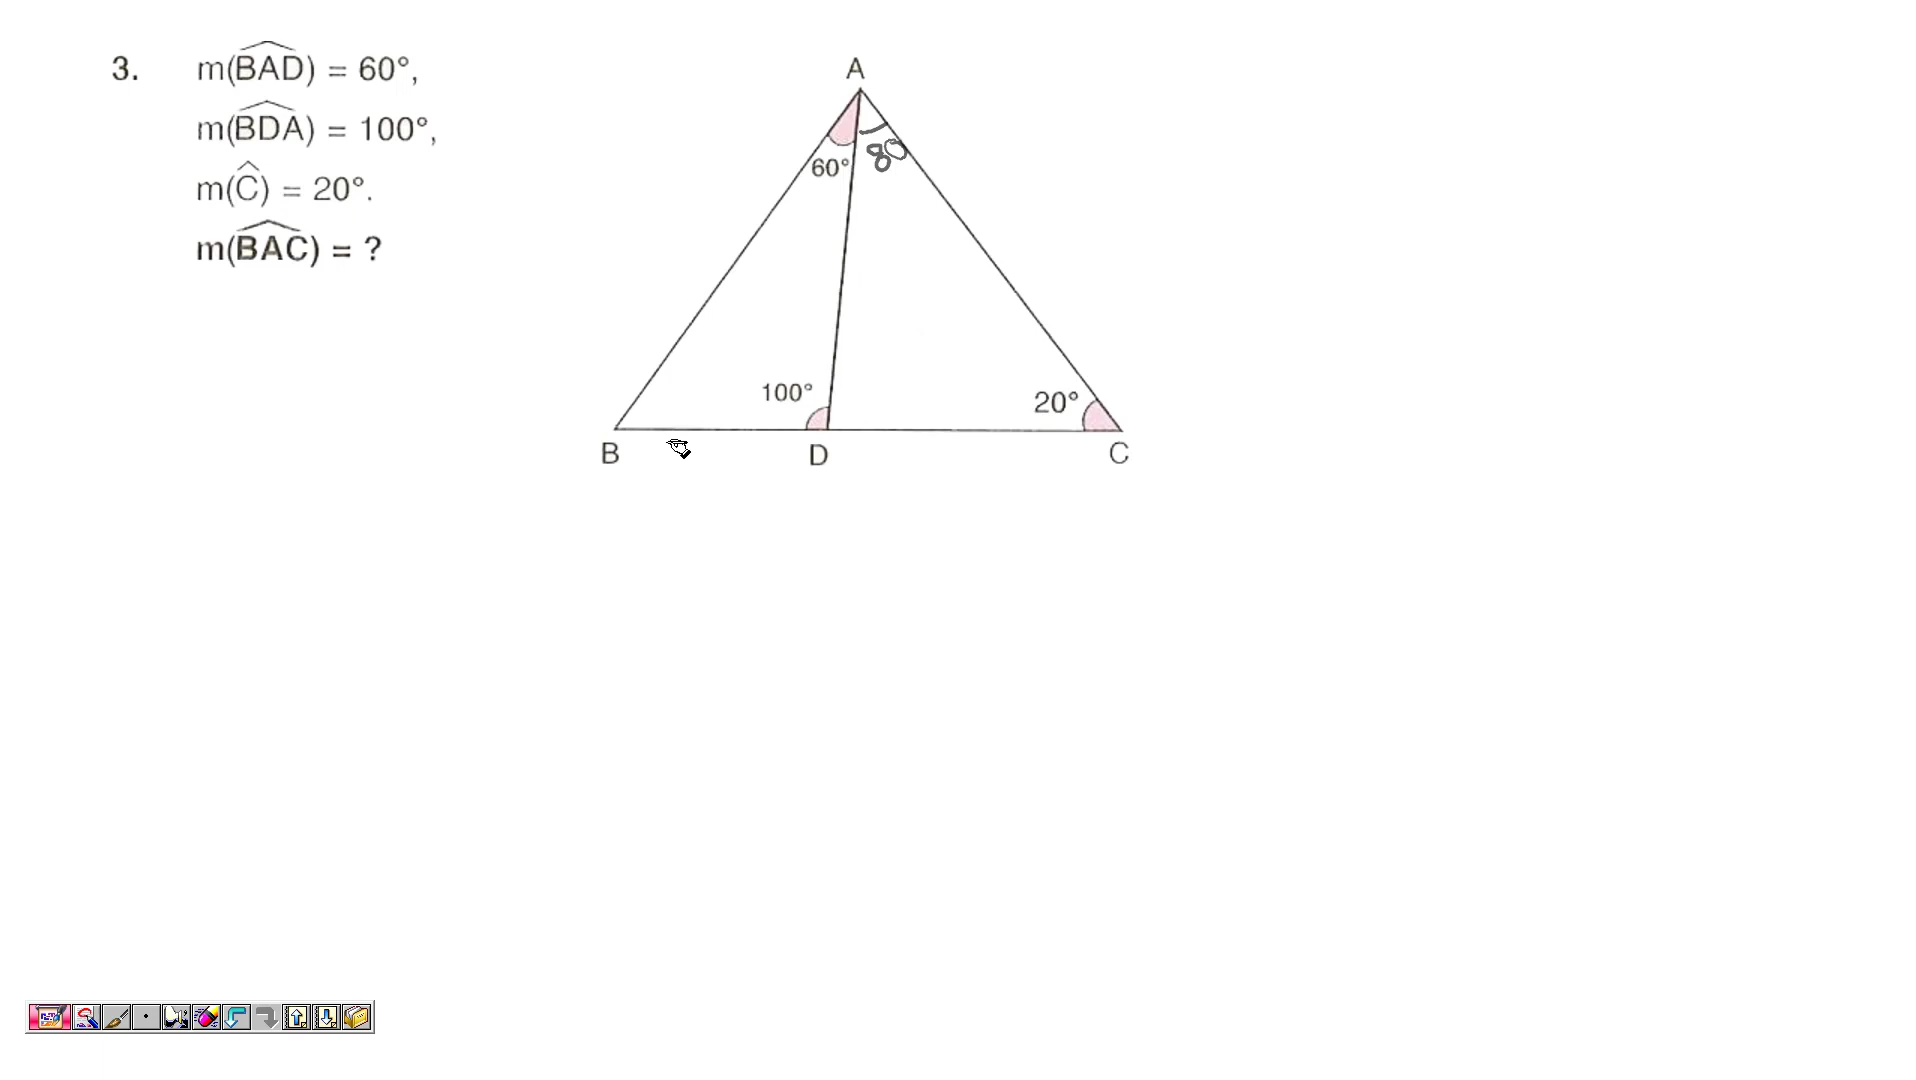 3. m(BAD) = 60°,
m(BDA) = 100°,
m(Ĉ) = 20°.
m(BAC) = ?
A
60°
80
100°
20°
B
D
C